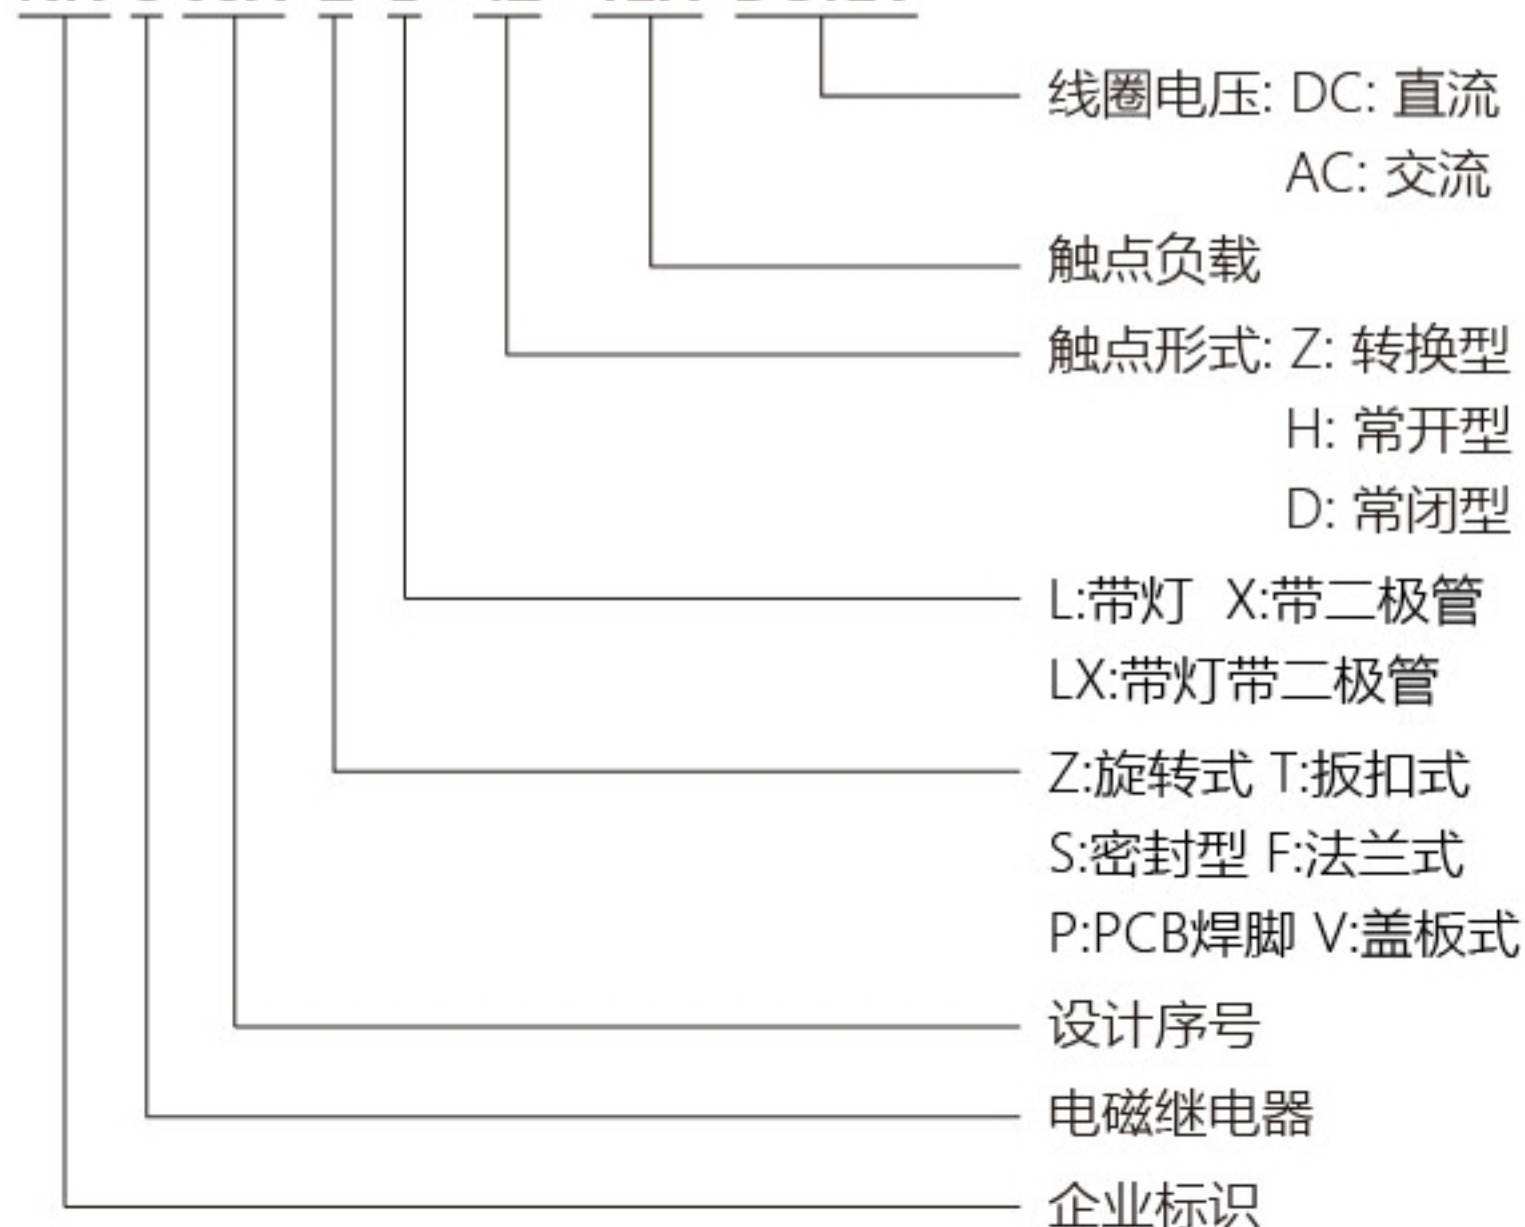 线圈电压: DC: 直流
AC: 交流
触点负载
触点形式: Z: 转换型
H: 常开型
D: 常闭型
L:带灯 X:带二极管
LX:带灯带二极管
Z:旋转式 T:扳扣式
S:密封型 F:法兰式
P:PCB焊脚 V:盖板式
设计序号
电磁继电器
企业标识